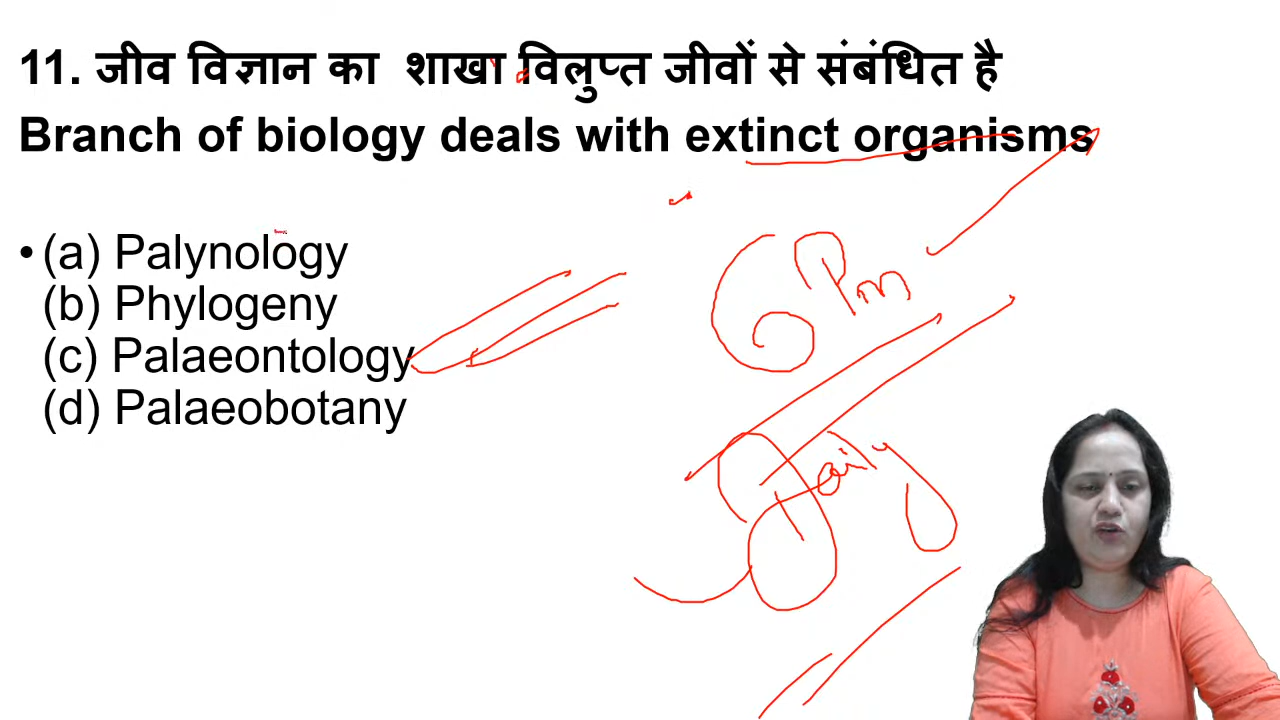 11. जीव विज्ञान का शाखा विलुप्त जीवों से संबंधित है
Branch of biology deals with extinct organisms
• (a) Palynology
(b) Phylogeny
(c) Palaeontology
(d) Palaeobotany
6 Pm
Daily